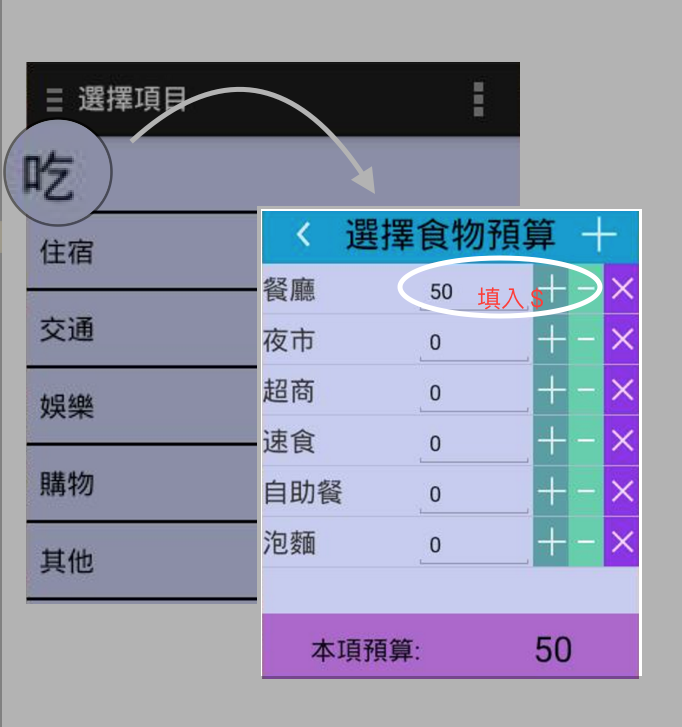 選擇項目
吃
住宿
交通
娛樂
購物
其他
選擇食物預算
餐廳 50 填入$
夜市 0
超商 0
速食 0
自助餐 0
泡麵 0
本項預算: 50